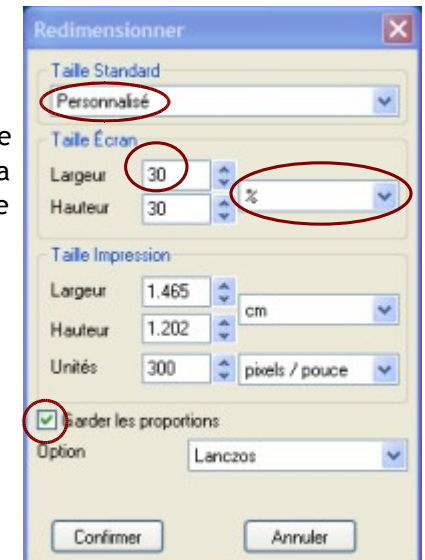 Redimensionner
Taille Standard
Personnalisé
e
Taille Écran
a
Largeur 30
e
Hauteur 30 %
Taille Impression
Largeur 1.465
cm
Hauteur 1.202
Unités 300 pixels / pouce
Garder les proportions
Option Lanczos
Confirmer Annuler